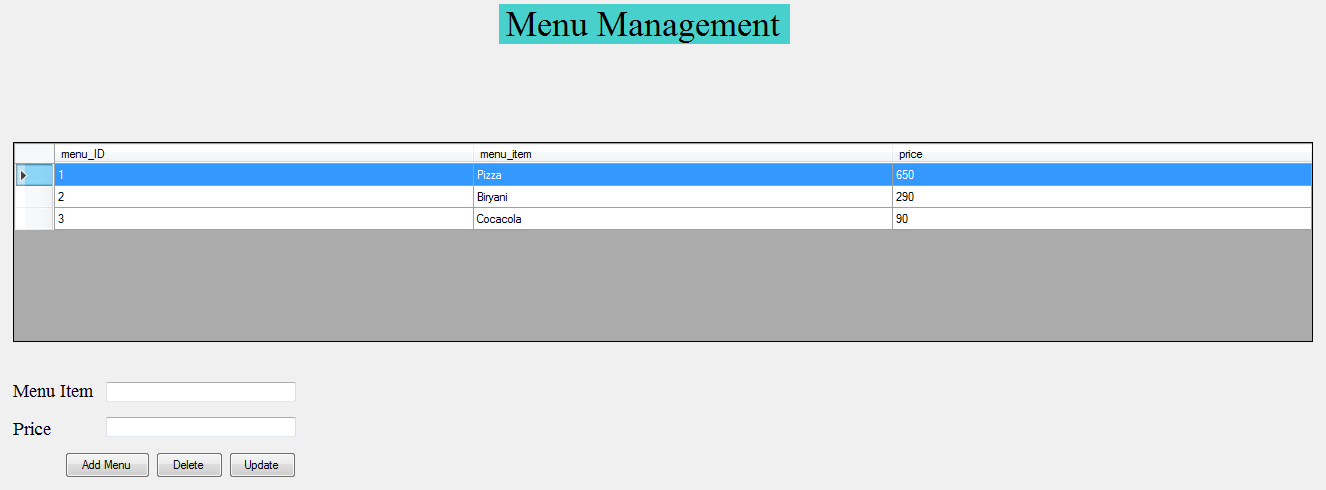 Menu Management
menu_ID menu_item price
1 Pizza 650
2 Biryani 290
3 Cocacola 90
Menu Item
Price
Add Menu Delete Update